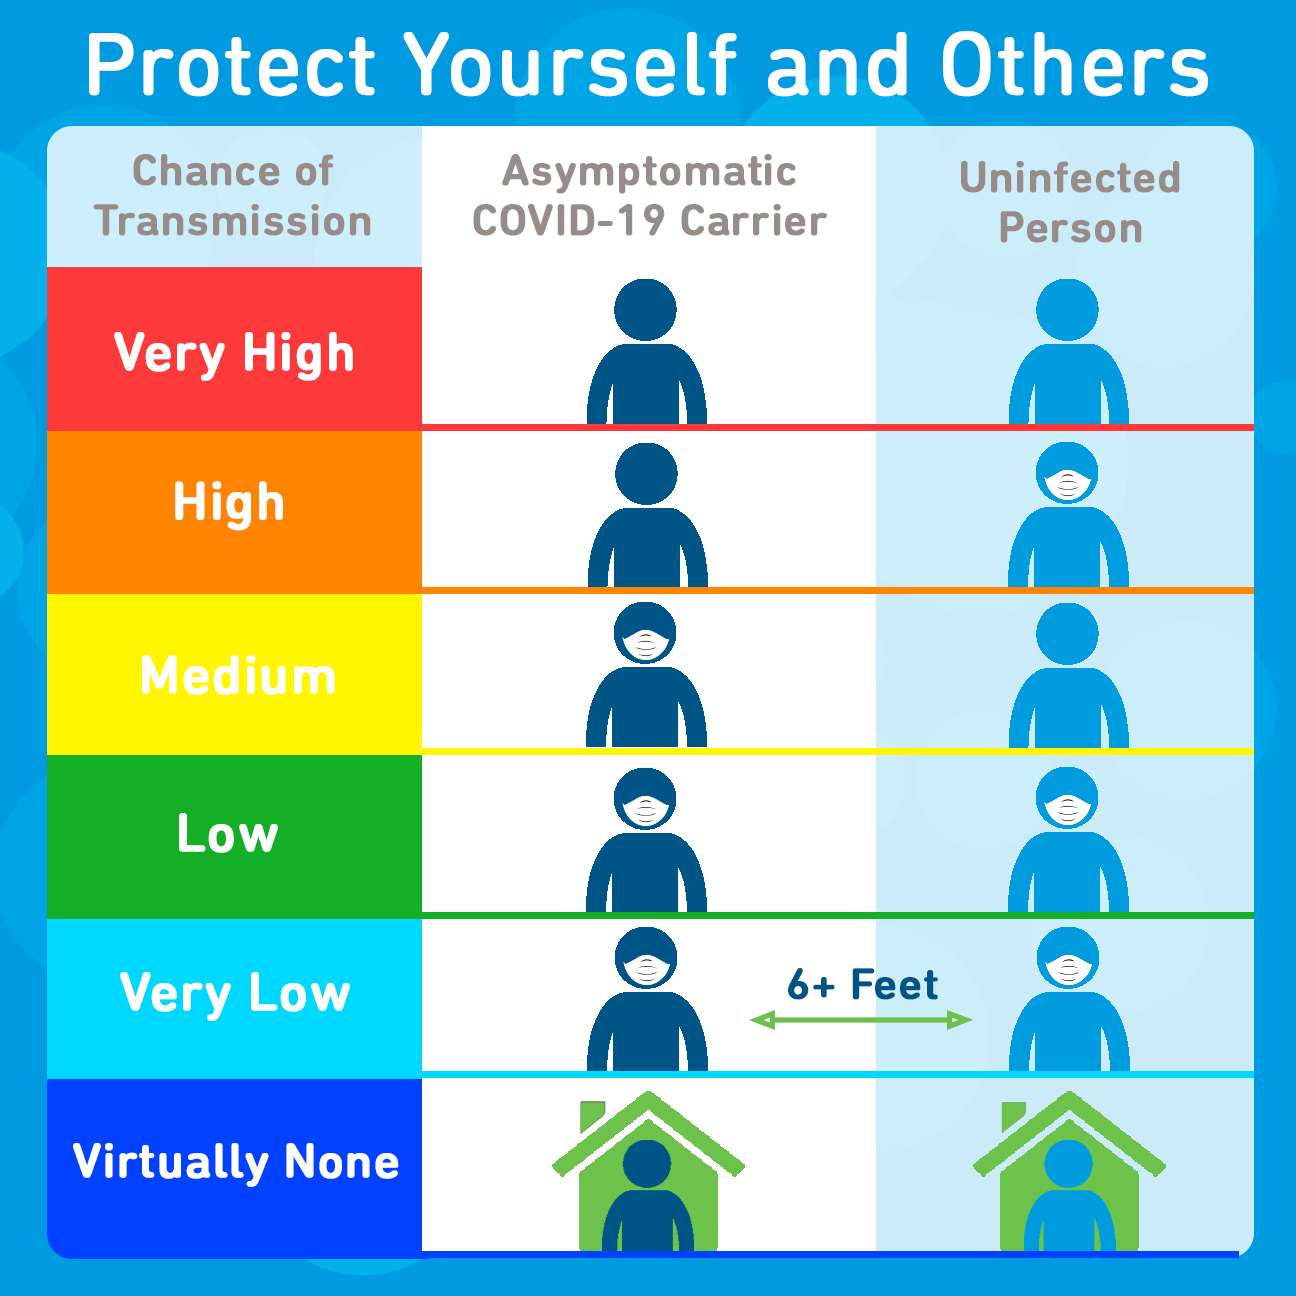 Protect Yourself and Others
Chance of
Transmission
Asymptomatic
COVID-19 Carrier
Uninfected
Person
Very High
High
Medium
Low
Very Low
6+ Feet
Virtually None